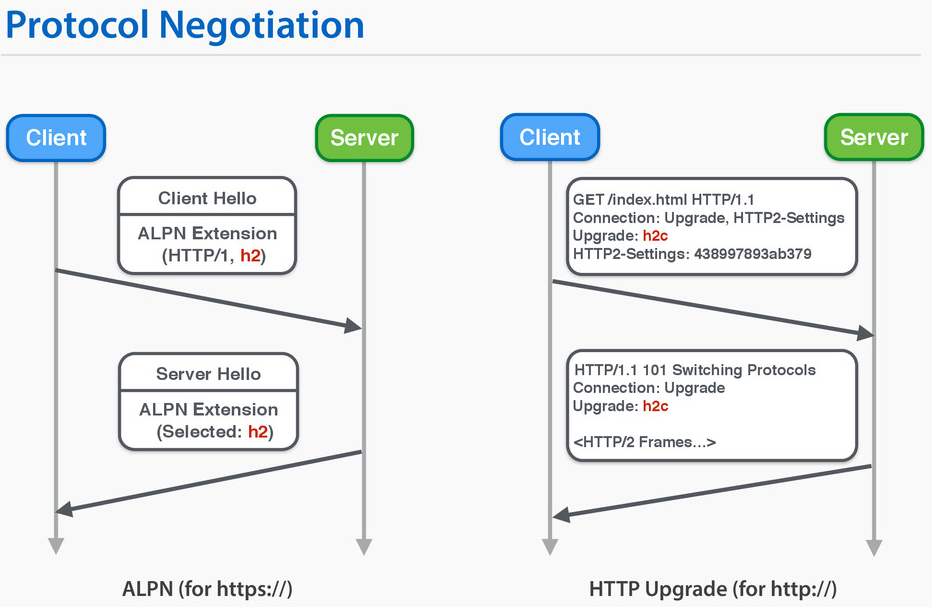 Protocol Negotiation
Client
Server
Client Hello
ALPN Extension
(HTTP/1, h2)
Server Hello
ALPN Extension
(Selected: h2)
ALPN (for https://)
Client
Server
GET /index.html HTTP/1.1
Connection: Upgrade, HTTP2-Settings
Upgrade: h2c
HTTP2-Settings: 438997893ab379
HTTP/1.1 101 Switching Protocols
Connection: Upgrade
Upgrade: h2c
<HTTP/2 Frames...>
HTTP Upgrade (for http://)